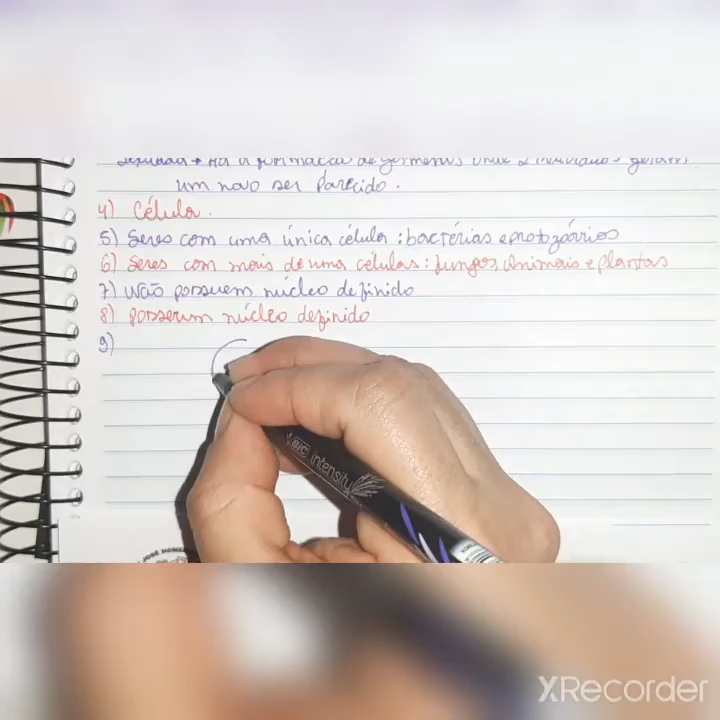 um novo ser parecido.
4) Célula.
5) Seres com uma única célula: bactérias e protozoários
6) Seres com mais de uma células: fungos, animais e plantas
7) Não possuem núcleo definido
8) possuem núcleo definido
9)
BIC intensity
XRecorder